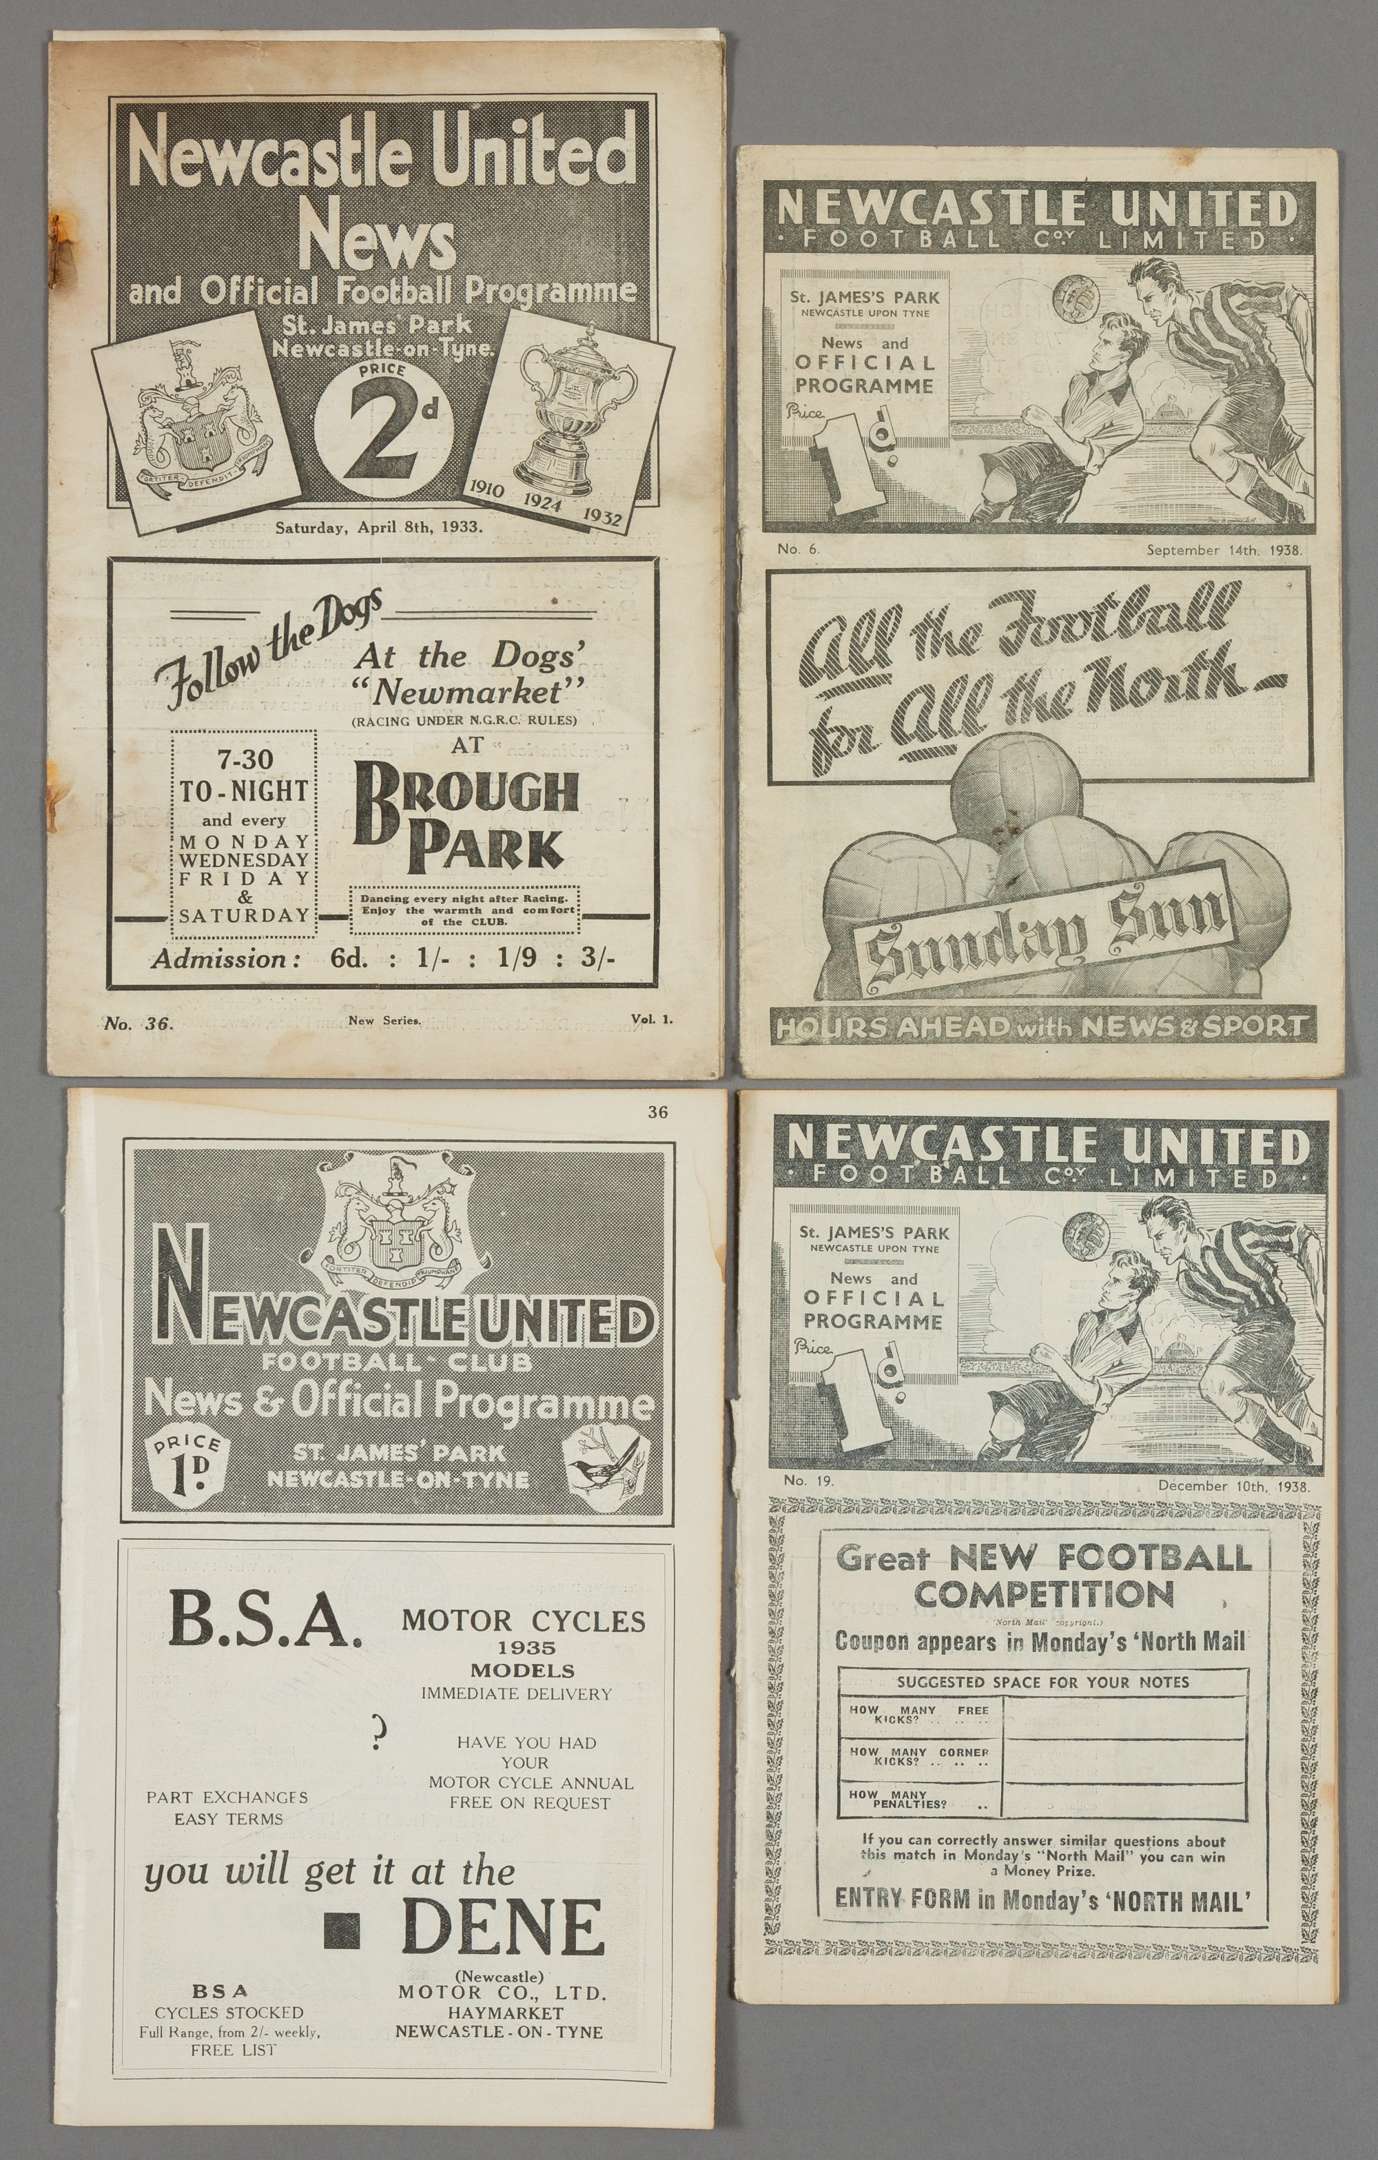 Newcastle United
News
and Official Football Programme
St. James' Park
Newcastle-on-Tyne.
PRICE
2d
FORTITER DEFENDIT TRIUMPHANS
1910 1924 1932
Saturday, April 8th, 1933.
Follow the Dogs
At the Dogs'
"Newmarket"
(RACING UNDER N.G.R.C. RULES)
AT
BROUGH
PARK
7-30
TO-NIGHT
and every
MONDAY
WEDNESDAY
FRIDAY
&
SATURDAY
Dancing every night after Racing.
Enjoy the warmth and comfort
of the CLUB.
Admission : 6d. : 1/- : 1/9 : 3/-
No. 36. New Series. Vol. 1.
NEWCASTLE UNITED
· FOOTBALL COY LIMITED ·
St. JAMES'S PARK
NEWCASTLE UPON TYNE
News and
OFFICIAL
PROGRAMME
Price
1d.
No. 6. September 14th, 1938.
All the Football
for All the North-
Sunday Sun
HOURS AHEAD with NEWS & SPORT
36
FORTITER DEFENDIT TRIUMPHANS
NEWCASTLE UNITED
FOOTBALL - CLUB
News & Official Programme
PRICE
1D.
ST. JAMES' PARK
NEWCASTLE-ON-TYNE
B.S.A. MOTOR CYCLES
1935
MODELS
IMMEDIATE DELIVERY
?
HAVE YOU HAD
YOUR
MOTOR CYCLE ANNUAL
FREE ON REQUEST
PART EXCHANGES
EASY TERMS
you will get it at the
DENE
(Newcastle)
MOTOR CO., LTD.
HAYMARKET
NEWCASTLE-ON-TYNE
BSA
CYCLES STOCKED
Full Range, from 2/- weekly,
FREE LIST
NEWCASTLE UNITED
· FOOTBALL COY LIMITED ·
St. JAMES'S PARK
NEWCASTLE UPON TYNE
News and
OFFICIAL
PROGRAMME
Price
1d.
No. 19. December 10th, 1938.
Great NEW FOOTBALL
COMPETITION
'North Mail' copyright.)
Coupon appears in Monday's 'North Mail
SUGGESTED SPACE FOR YOUR NOTES
HOW MANY FREE
KICKS? .. .. ..
HOW MANY CORNER
KICKS? .. .. ..
HOW MANY
PENALTIES? ..
If you can correctly answer similar questions about
this match in Monday's "North Mail" you can win
a Money Prize.
ENTRY FORM in Monday's 'NORTH MAIL'